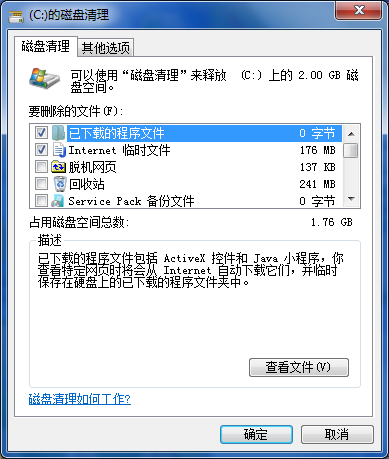 (C:)的磁盘清理
磁盘清理 其他选项
可以使用“磁盘清理”来释放 (C:) 上的 2.00 GB 磁
盘空间。
要删除的文件(F):
已下载的程序文件 0 字节
Internet 临时文件 176 MB
脱机网页 137 KB
回收站 241 MB
Service Pack 备份文件 0 字节
占用磁盘空间总数: 1.76 GB
描述
已下载的程序文件包括 ActiveX 控件和 Java 小程序，你
查看特定网页时将会从 Internet 自动下载它们，并临时
保存在硬盘上的已下载的程序文件夹中。
查看文件(V)
磁盘清理如何工作?
确定 取消